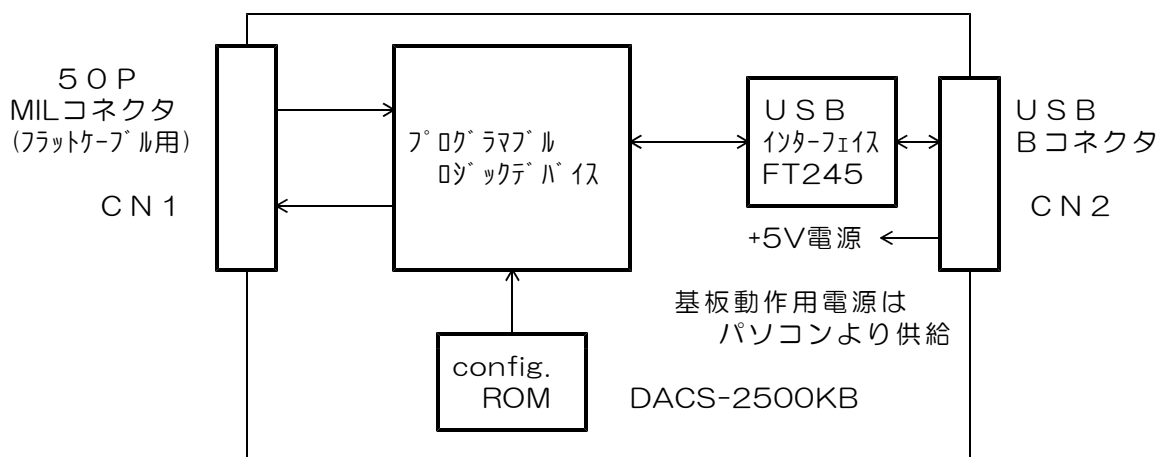 ５０Ｐ
MILコネクタ
(ﾌﾗｯﾄｹｰﾌﾞﾙ用)
ＣＮ１
ﾌﾟﾛｸﾞﾗﾏﾌﾞﾙ
ﾛｼﾞｯｸﾃﾞﾊﾞｲｽ
ＵＳＢ
ｲﾝﾀｰﾌｪｲｽ
FT245
ＵＳＢ
Ｂコネクタ
ＣＮ２
+5V電源
基板動作用電源は
パソコンより供給
config.
ROM
DACS-2500KB